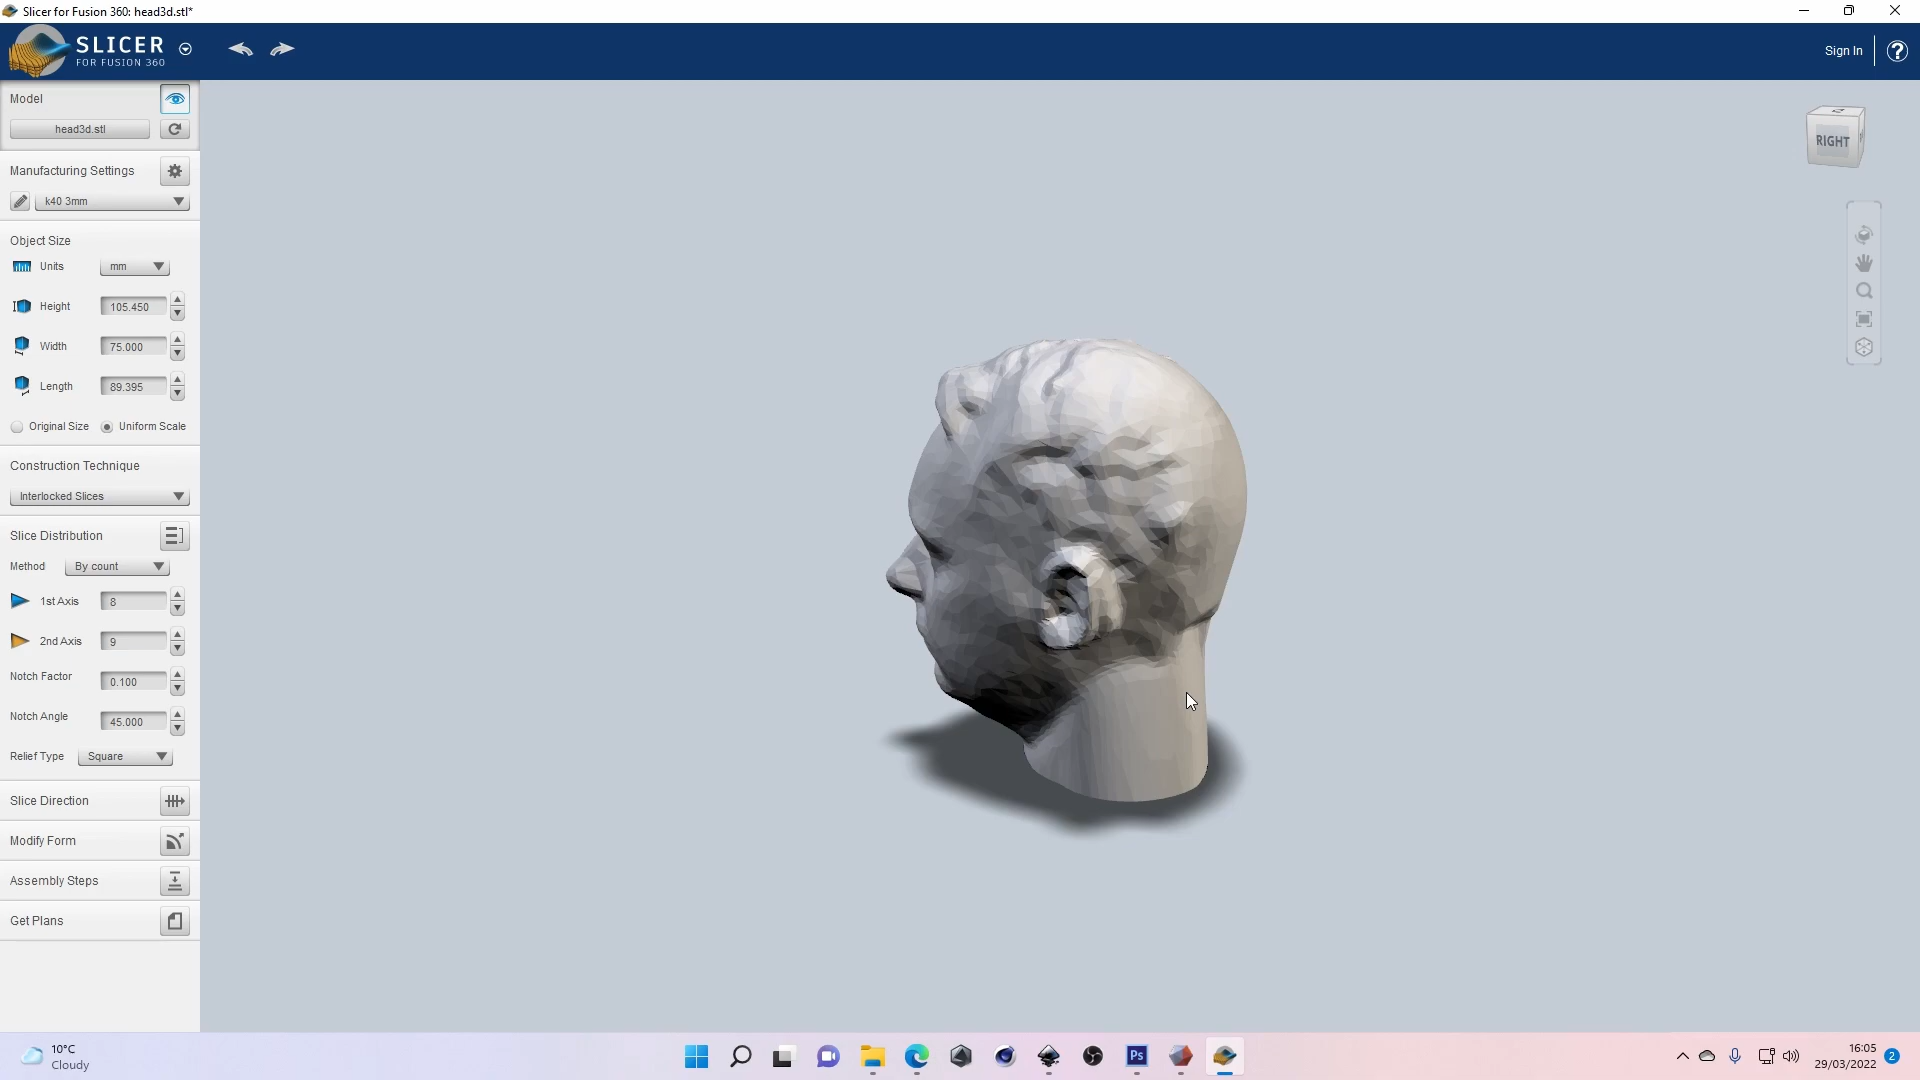 Slicer for Fusion 360: head3d.stl*
SLICER
FOR FUSION 360
Sign In
?
Model
head3d.stl
Manufacturing Settings
k40 3mm
Object Size
Units mm
Height 105.450
Width 75.000
Length 89.395
Original Size Uniform Scale
Construction Technique
Interlocked Slices
Slice Distribution
Method By count
1st Axis 8
2nd Axis 9
Notch Factor 0.100
Notch Angle 45.000
Relief Type Square
Slice Direction
Modify Form
Assembly Steps
Get Plans
RIGHT
10°C
Cloudy
Ps
16:05
29/03/2022
2